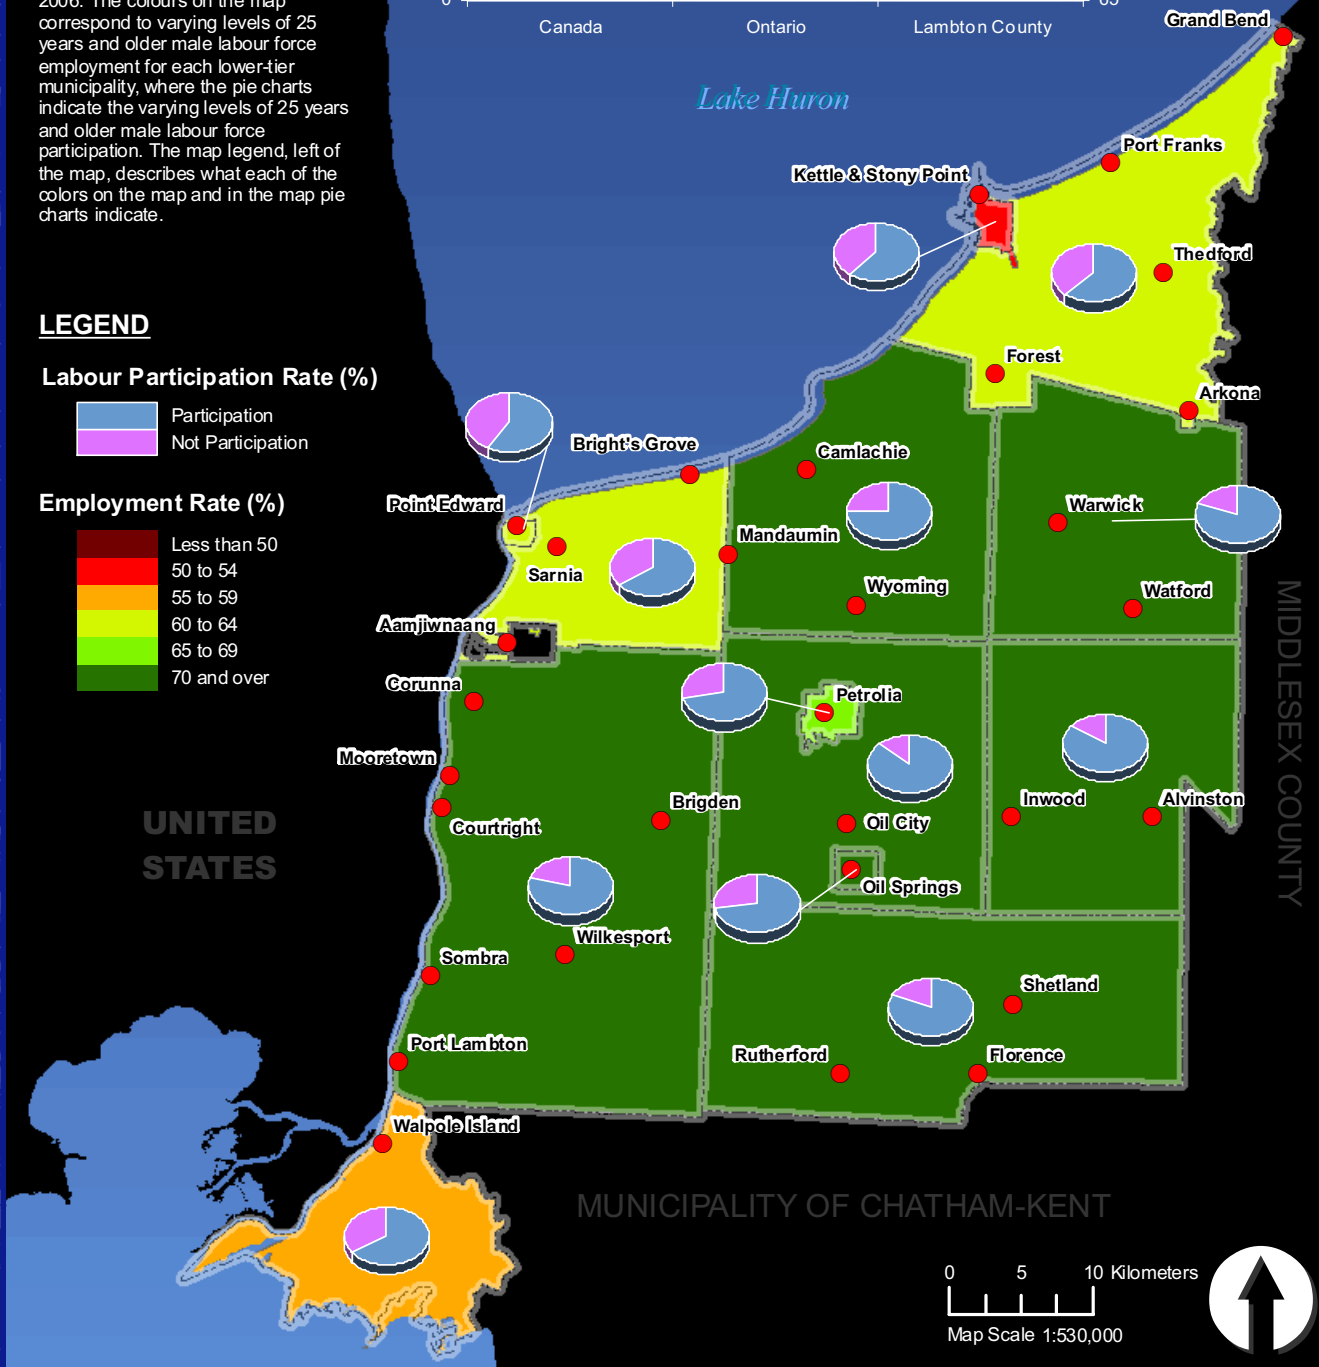 2006. The colours on the map
correspond to varying levels of 25
years and older male labour force
employment for each lower-tier
municipality, where the pie charts
indicate the varying levels of 25 years
and older male labour force
participation. The map legend, left of
the map, describes what each of the
colors on the map and in the map pie
charts indicate.
0 65
Canada Ontario Lambton County
Grand Bend
Lake Huron
Port Franks
Kettle & Stony Point
Thedford
LEGEND
Forest
Labour Participation Rate (%)
Arkona
Participation
Not Participation
Bright's Grove
Camlachie
Employment Rate (%)
Point Edward
Warwick
Less than 50
50 to 54
55 to 59
60 to 64
65 to 69
70 and over
Mandaumin
Sarnia
Wyoming
Watford
Aamjiwnaang
Corunna
Petrolia
MIDDLESEX COUNTY
Mooretown
Brigden
Inwood
Alvinston
Courtright
Oil City
UNITED
STATES
Oil Springs
Wilkesport
Sombra
Shetland
Port Lambton
Rutherford
Florence
Walpole Island
MUNICIPALITY OF CHATHAM-KENT
0 5 10 Kilometers
Map Scale 1:530,000